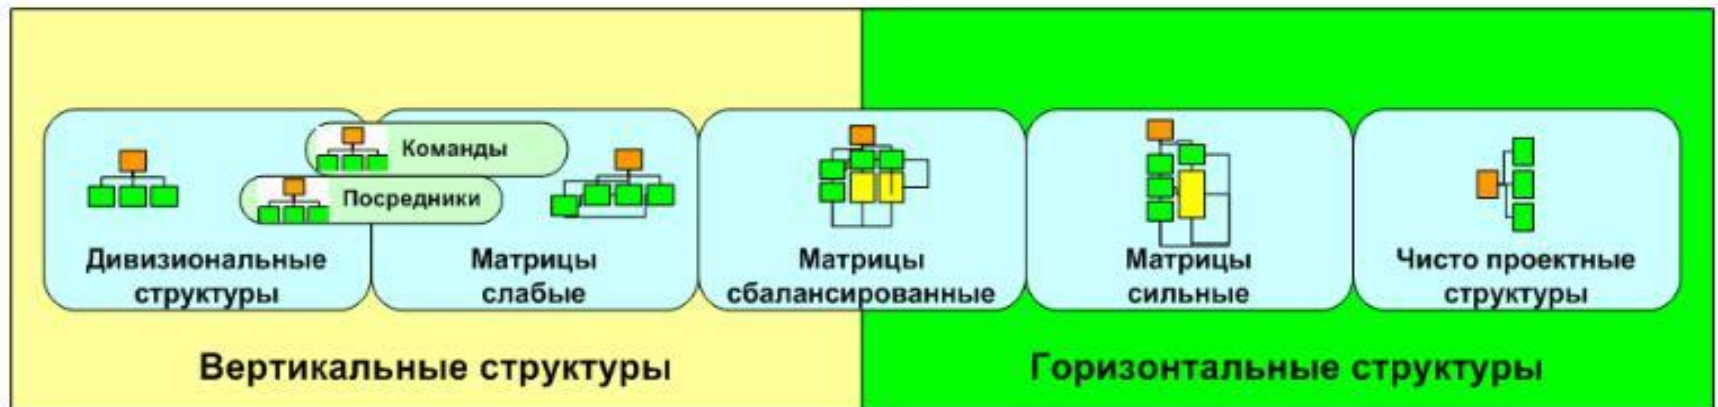 Команды
Посредники
Дивизиональные
структуры
Матрицы
слабые
Матрицы
сбалансированные
Матрицы
сильные
Чисто проектные
структуры
Вертикальные структуры
Горизонтальные структуры